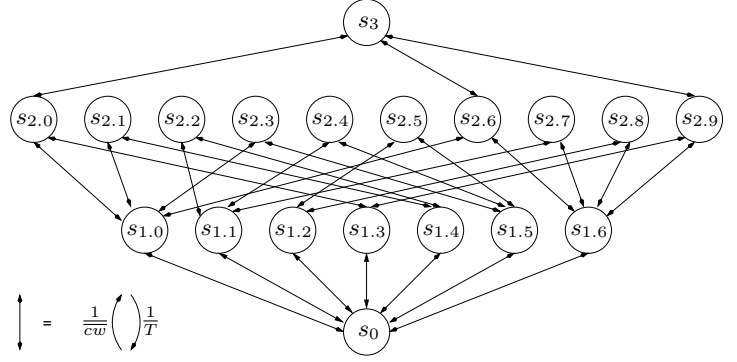 s₃
s₂.₀ s₂.₁ s₂.₂ s₂.₃ s₂.₄ s₂.₅ s₂.₆ s₂.₇ s₂.₈ s₂.₉
s₁.₀ s₁.₁ s₁.₂ s₁.₃ s₁.₄ s₁.₅ s₁.₆
= 1/c̅w̅ 1/T
s₀